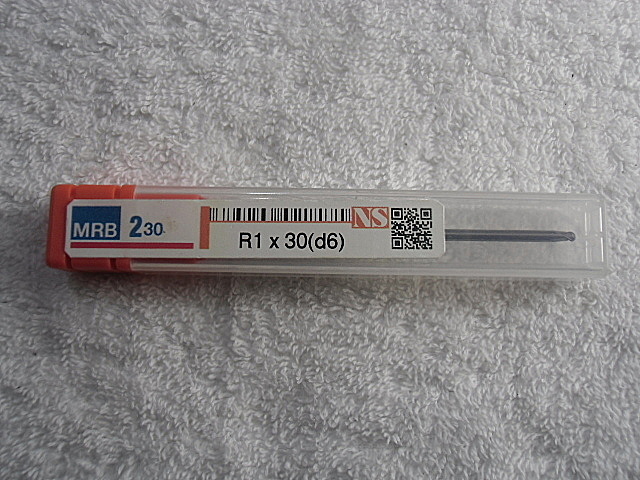 MRB 230
NS
R1 x 30(d6)